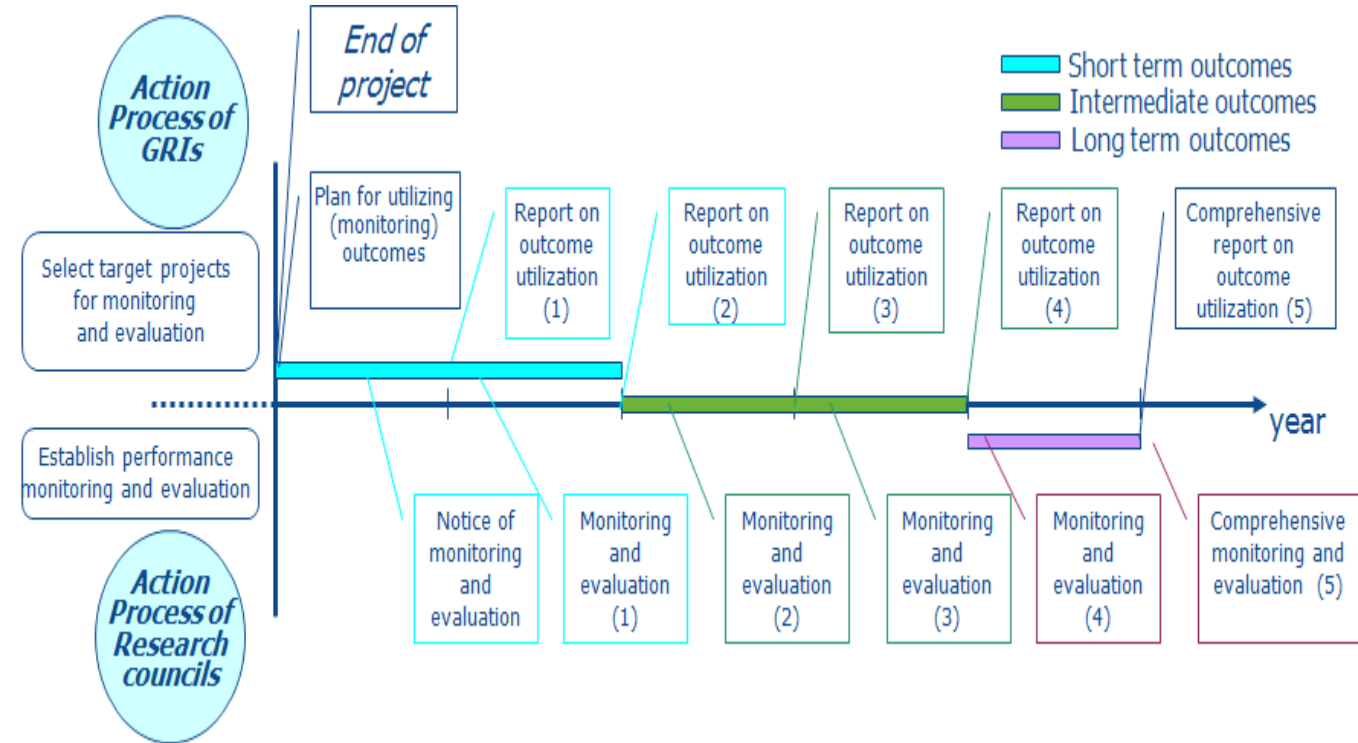 Action
Process of
GRIs
End of
project
Short term outcomes
Intermediate outcomes
Long term outcomes
Plan for utilizing
(monitoring)
outcomes
Report on
outcome
utilization
(1)
Report on
outcome
utilization
(2)
Report on
outcome
utilization
(3)
Report on
outcome
utilization
(4)
Comprehensive
report on
outcome
utilization (5)
Select target projects
for monitoring
and evaluation
year
Establish performance
monitoring and evaluation
Notice of
monitoring
and
evaluation
Monitoring
and
evaluation
(1)
Monitoring
and
evaluation
(2)
Monitoring
and
evaluation
(3)
Monitoring
and
evaluation
(4)
Comprehensive
monitoring and
evaluation (5)
Action
Process of
Research
councils